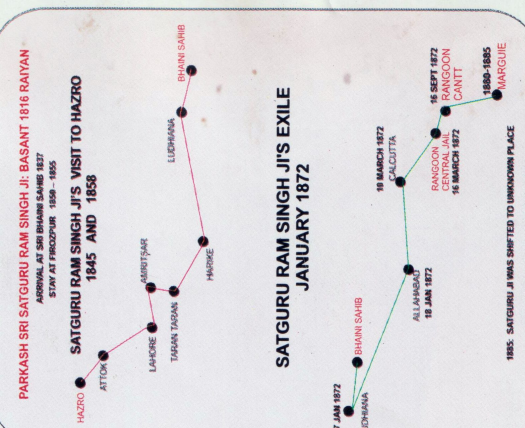 PARKASH SRI SATGURU RAM SINGH JI: BASANT 1816 RAIYAN
ARRIVAL AT SRI BHAINI SAHIB 1837
STAY AT FIROZPUR 1850 - 1855
SATGURU RAM SINGH JI'S VISIT TO HAZRO
1845 AND 1858
HAZRO
ATTOK
LAHORE
AMRITSAR
TARAN TARAN
HARIKE
LUDHIANA
BHAINI SAHIB
SATGURU RAM SINGH JI'S EXILE
JANUARY 1872
7 JAN 1872
DHIANA
BHAINI SAHIB
ALLAHABAD
18 JAN 1872
10 MARCH 1872
CALCUTTA
RANGOON
CENTRAL JAIL
16 MARCH 1872
16 SEPT 1872
RANGOON
CANTT
1880-1885
MARGUIE
1885: SATGURU JI WAS SHIFTED TO UNKNOWN PLACE